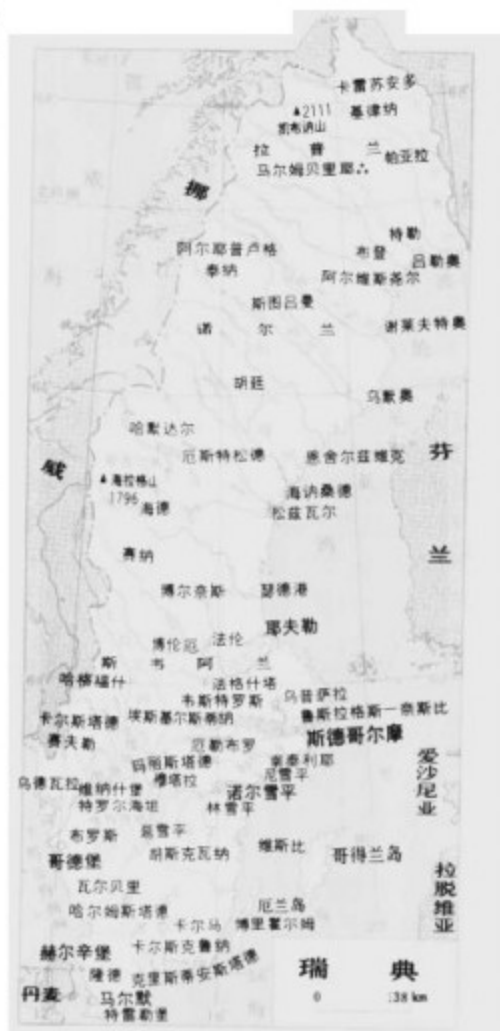 卡雷苏安多
▲2111 基律纳
凯布讷山
拉 普 兰
帕亚拉
马尔姆贝里耶
挪
特勒
阿尔耶普卢格
布登
吕勒奥
泰纳
阿尔维斯尧尔
斯图吕曼
诺 尔 兰
谢莱夫特奥
胡廷
乌默奥
哈默达尔
芬
厄斯特松德
恩舍尔兹维克
威
▲海拉格山
1796
海德
海讷桑德
松兹瓦尔
赛纳
兰
博尔奈斯
瑟德港
耶夫勒
博伦厄
法伦
斯 韦 阿 兰
哈格福什
法格什塔
韦斯特罗斯
乌普萨拉
卡尔斯塔德
埃斯基尔斯蒂纳
鲁斯拉格斯—奈斯比
赛夫勒
厄勒布罗
斯德哥尔摩
玛丽斯塔德
爱沙尼亚
尼雪平
乌德瓦拉
维纳什堡
穆塔拉
诺尔雪平
特罗尔海坦
林雪平
布罗斯
延雪平
哥德堡
胡斯克瓦纳
维斯比
哥得兰岛
瓦尔贝里
拉脱维亚
哈尔姆斯塔德
厄兰岛
卡尔马
博里霍尔姆
赫尔辛堡
卡尔斯克鲁纳
隆德
克里斯蒂安斯塔德
瑞 典
丹麦
马尔默
0 138 km
特雷勒堡